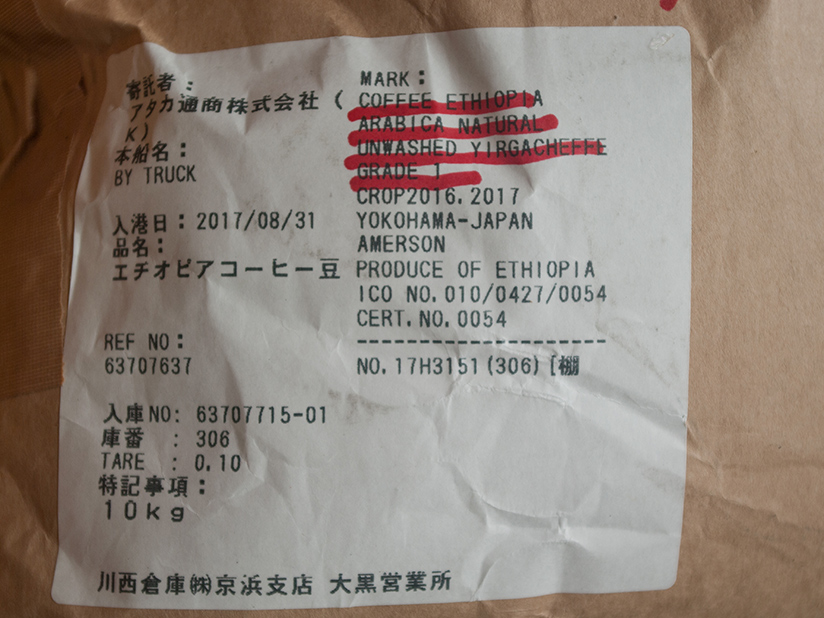 寄託者:
アタカ通商株式会社(
K)
本船名:
BY TRUCK
入港日:2017/08/31
品名:
エチオピアコーヒー豆
REF NO:
63707637
MARK:
COFFEE ETHIOPIA
ARABICA NATURAL
UNWASHED YIRGACHEFFE
GRADE 1
CROP2016.2017
YOKOHAMA-JAPAN
AMERSON
PRODUCE OF ETHIOPIA
ICO NO.010/0427/0054
CERT.NO.0054
--------------------
NO.17H3151(306)[棚
入庫NO: 63707715-01
庫番 : 306
TARE : 0.10
特記事項:
10kg
川西倉庫㈱京浜支店 大黒営業所